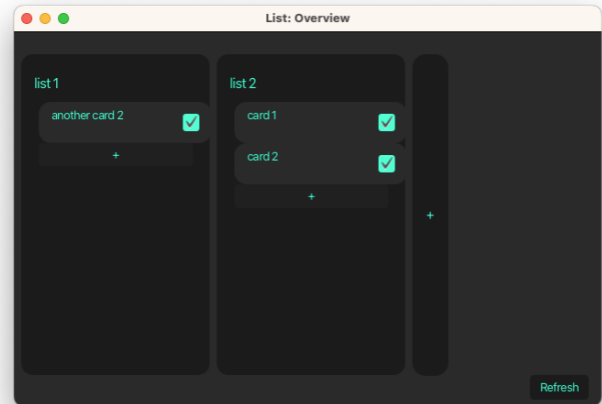 List: Overview
list 1
another card 2
+
list 2
card 1
card 2
+
+
Refresh